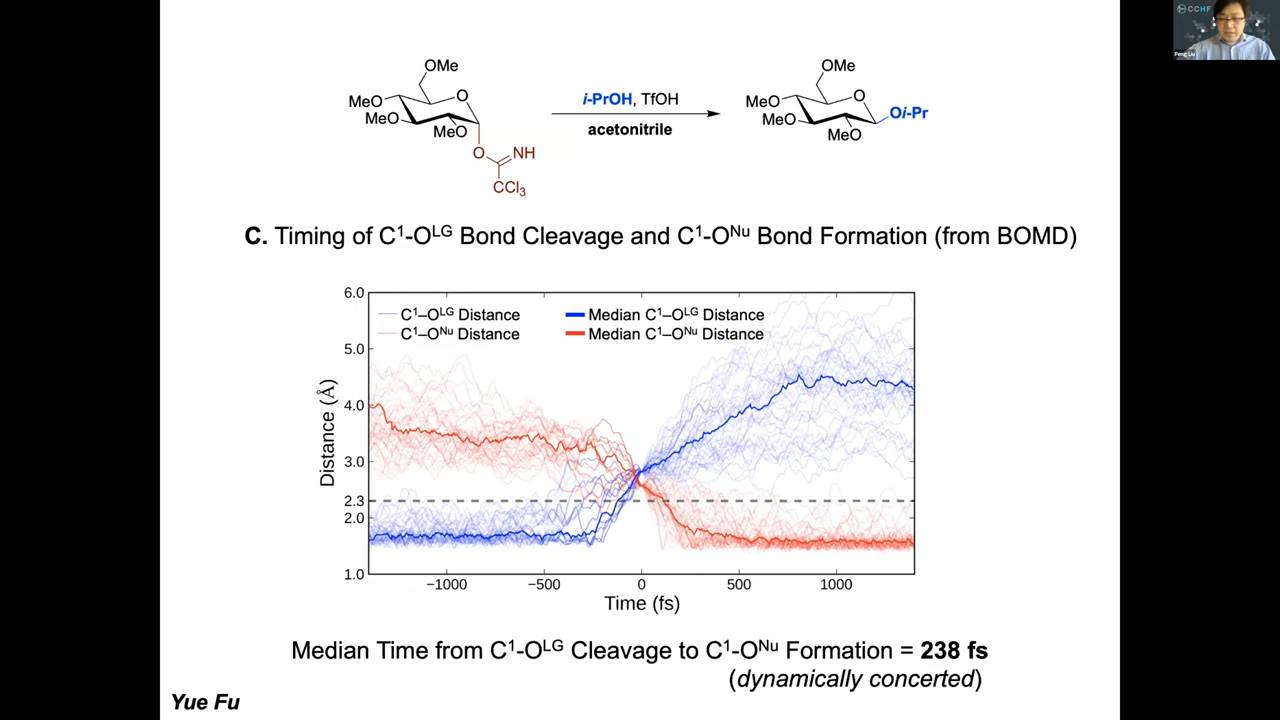 CCHF
Peng Liu
OMe
O
MeO
MeO
MeO
O
NH
CCl3
i-PrOH, TfOH
acetonitrile
OMe
O
MeO
MeO
MeO
Oi-Pr
C. Timing of C1-OLG Bond Cleavage and C1-ONu Bond Formation (from BOMD)
C1–OLG Distance
C1–ONu Distance
Median C1–OLG Distance
Median C1–ONu Distance
Distance (Å)
6.0
5.0
4.0
3.0
2.3
2.0
1.0
−1000
−500
0
500
1000
Time (fs)
Median Time from C1-OLG Cleavage to C1-ONu Formation = 238 fs
(dynamically concerted)
Yue Fu